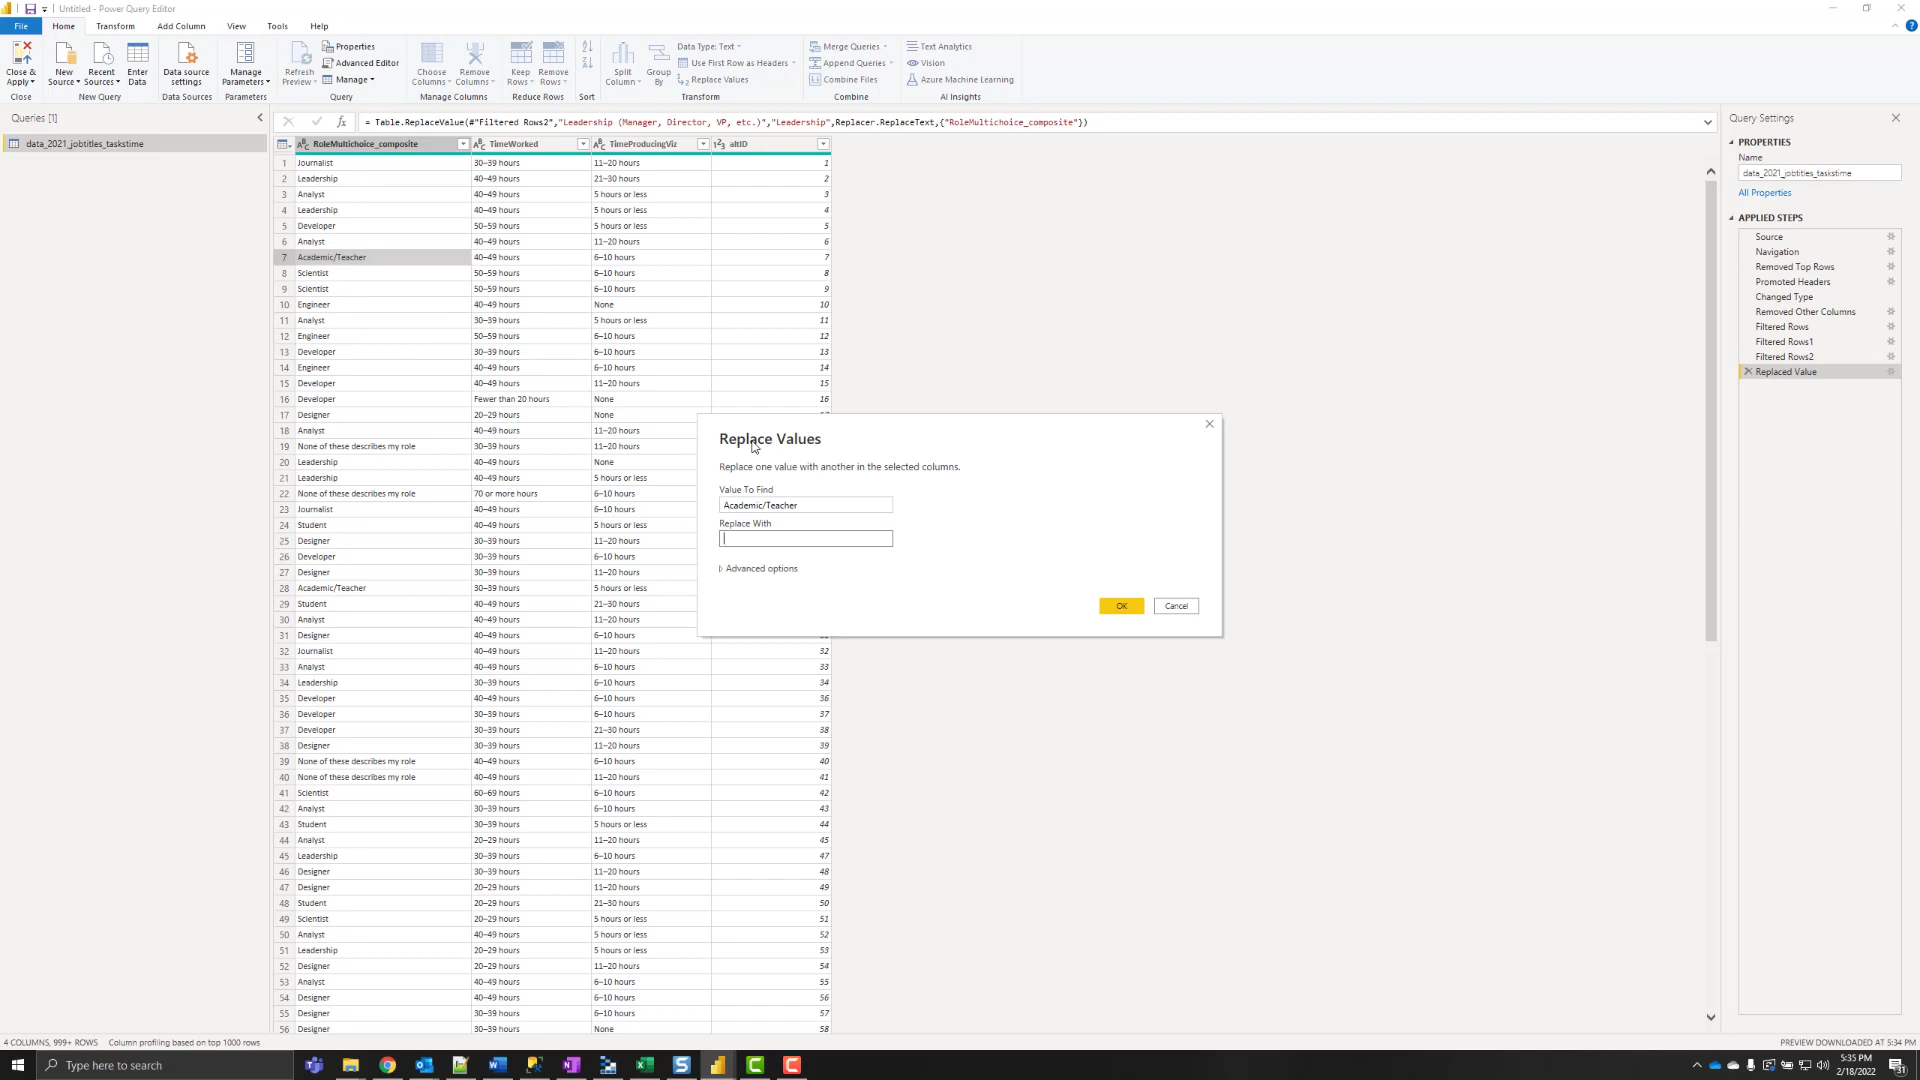 Untitled - Power Query Editor
File Home Transform Add Column View Tools Help
Close & Apply
New Source
Recent Sources
Enter Data
Data source settings
Manage Parameters
Refresh Preview
Properties
Advanced Editor
Manage
Choose Columns
Remove Columns
Keep Rows
Remove Rows
Split Column
Group By
Data Type: Text
Use First Row as Headers
Replace Values
Merge Queries
Append Queries
Combine Files
Text Analytics
Vision
Azure Machine Learning
Close New Query Data Sources Parameters Query Manage Columns Reduce Rows Sort Transform Combine AI Insights
Queries [1]
data_2021_jobtitles_taskstime
= Table.ReplaceValue(#"Filtered Rows2","Leadership (Manager, Director, VP, etc.)","Leadership",Replacer.ReplaceText,{"RoleMultichoice_composite"})
RoleMultichoice_composite TimeWorked TimeProducingViz altID
1 Journalist 30–39 hours 11–20 hours 1
2 Leadership 40–49 hours 21–30 hours 2
3 Analyst 40–49 hours 5 hours or less 3
4 Leadership 40–49 hours 5 hours or less 4
5 Developer 50–59 hours 5 hours or less 5
6 Analyst 40–49 hours 11–20 hours 6
7 Academic/Teacher 40–49 hours 6–10 hours 7
8 Scientist 50–59 hours 6–10 hours 8
9 Scientist 50–59 hours 6–10 hours 9
10 Engineer 40–49 hours None 10
11 Analyst 30–39 hours 5 hours or less 11
12 Engineer 50–59 hours 6–10 hours 12
13 Developer 30–39 hours 6–10 hours 13
14 Engineer 40–49 hours 6–10 hours 14
15 Developer 40–49 hours 11–20 hours 15
16 Developer Fewer than 20 hours None 16
17 Designer 20–29 hours None
18 Analyst 40–49 hours 11–20 hours
19 None of these describes my role 30–39 hours 11–20 hours
20 Leadership 40–49 hours None
21 Leadership 40–49 hours 5 hours or less
22 None of these describes my role 70 or more hours 6–10 hours
23 Journalist 40–49 hours 6–10 hours
24 Student 40–49 hours 5 hours or less
25 Designer 30–39 hours 11–20 hours
26 Developer 30–39 hours 6–10 hours
27 Designer 30–39 hours 11–20 hours
28 Academic/Teacher 30–39 hours 5 hours or less
29 Student 40–49 hours 21–30 hours
30 Analyst 40–49 hours 11–20 hours
31 Designer 40–49 hours 6–10 hours
32 Journalist 40–49 hours 11–20 hours 32
33 Analyst 40–49 hours 6–10 hours 33
34 Leadership 30–39 hours 6–10 hours 34
35 Developer 40–49 hours 6–10 hours 36
36 Developer 30–39 hours 6–10 hours 37
37 Developer 30–39 hours 21–30 hours 38
38 Designer 30–39 hours 11–20 hours 39
39 None of these describes my role 40–49 hours 6–10 hours 40
40 None of these describes my role 40–49 hours 11–20 hours 41
41 Scientist 60–69 hours 6–10 hours 42
42 Analyst 30–39 hours 6–10 hours 43
43 Student 30–39 hours 5 hours or less 44
44 Analyst 20–29 hours 11–20 hours 45
45 Leadership 30–39 hours 6–10 hours 47
46 Designer 30–39 hours 11–20 hours 48
47 Designer 20–29 hours 11–20 hours 49
48 Student 20–29 hours 21–30 hours 50
49 Scientist 20–29 hours 5 hours or less 51
50 Analyst 40–49 hours 5 hours or less 52
51 Leadership 20–29 hours 5 hours or less 53
52 Designer 20–29 hours 11–20 hours 54
53 Analyst 40–49 hours 6–10 hours 55
54 Designer 40–49 hours 6–10 hours 56
55 Designer 30–39 hours 6–10 hours 57
56 Designer 30–39 hours None 58
Replace Values
Replace one value with another in the selected columns.
Value To Find
Academic/Teacher
Replace With
Advanced options
OK Cancel
Query Settings
PROPERTIES
Name
data_2021_jobtitles_taskstime
All Properties
APPLIED STEPS
Source
Navigation
Removed Top Rows
Promoted Headers
Changed Type
Removed Other Columns
Filtered Rows
Filtered Rows1
Filtered Rows2
Replaced Value
4 COLUMNS, 999+ ROWS Column profiling based on top 1000 rows PREVIEW DOWNLOADED AT 5:34 PM
Type here to search
5:35 PM
2/18/2022